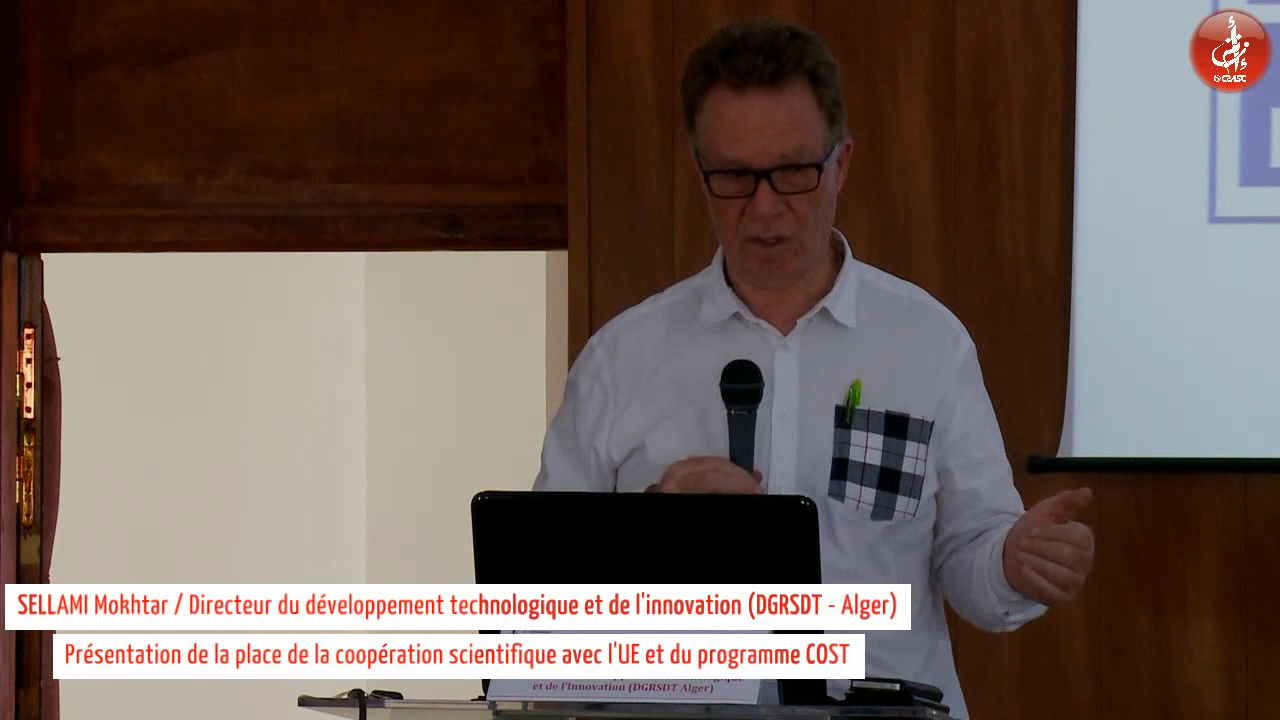 © CRASC
SELLAMI Mokhtar / Directeur du développement technologique et de l'innovation (DGRSDT - Alger)
Présentation de la place de la coopération scientifique avec l'UE et du programme COST
et de l'Innovation (DGRSDT Alger)